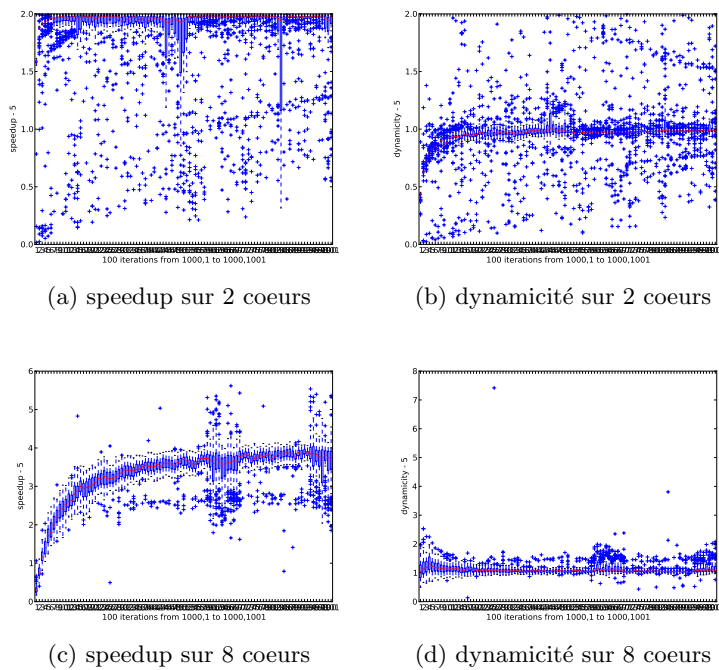 2.0
1.5
1.0
0.5
0.0
speedup - 5
100 iterations from 1000,1 to 1000,1001
(a) speedup sur 2 coeurs
2.0
1.5
1.0
0.5
0.0
dynamicity - 5
100 iterations from 1000,1 to 1000,1001
(b) dynamicité sur 2 coeurs
6
5
4
3
2
1
0
speedup - 5
100 iterations from 1000,1 to 1000,1001
(c) speedup sur 8 coeurs
8
7
6
5
4
3
2
1
0
dynamicity - 5
100 iterations from 1000,1 to 1000,1001
(d) dynamicité sur 8 coeurs